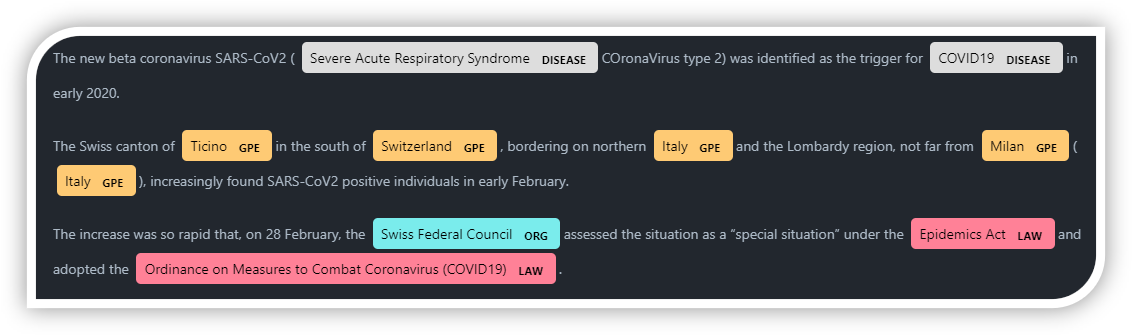 The new beta coronavirus SARS-CoV2 ( Severe Acute Respiratory Syndrome DISEASE COronaVirus type 2) was identified as the trigger for COVID19 DISEASE in
early 2020.
The Swiss canton of Ticino GPE in the south of Switzerland GPE , bordering on northern Italy GPE and the Lombardy region, not far from Milan GPE (
Italy GPE ), increasingly found SARS-CoV2 positive individuals in early February.
The increase was so rapid that, on 28 February, the Swiss Federal Council ORG assessed the situation as a “special situation” under the Epidemics Act LAW and
adopted the Ordinance on Measures to Combat Coronavirus (COVID19) LAW .